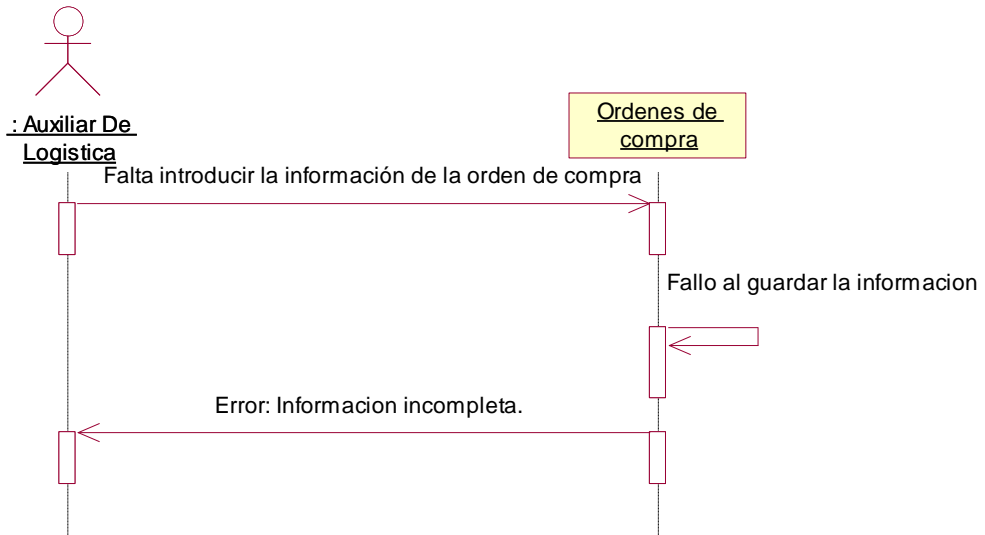 : Auxiliar De
Logistica
Ordenes de
compra
Falta introducir la información de la orden de compra
Fallo al guardar la informacion
Error: Informacion incompleta.